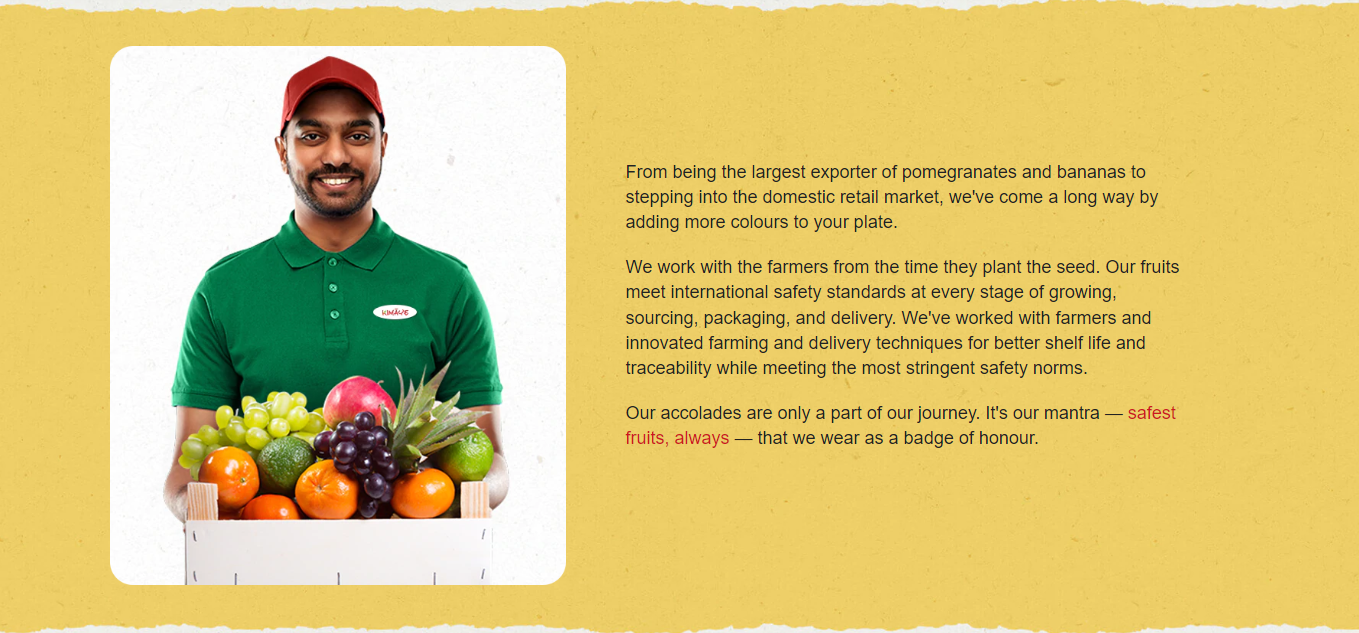 KIMAYE
From being the largest exporter of pomegranates and bananas to
stepping into the domestic retail market, we've come a long way by
adding more colours to your plate.
We work with the farmers from the time they plant the seed. Our fruits
meet international safety standards at every stage of growing,
sourcing, packaging, and delivery. We've worked with farmers and
innovated farming and delivery techniques for better shelf life and
traceability while meeting the most stringent safety norms.
Our accolades are only a part of our journey. It's our mantra — safest
fruits, always — that we wear as a badge of honour.